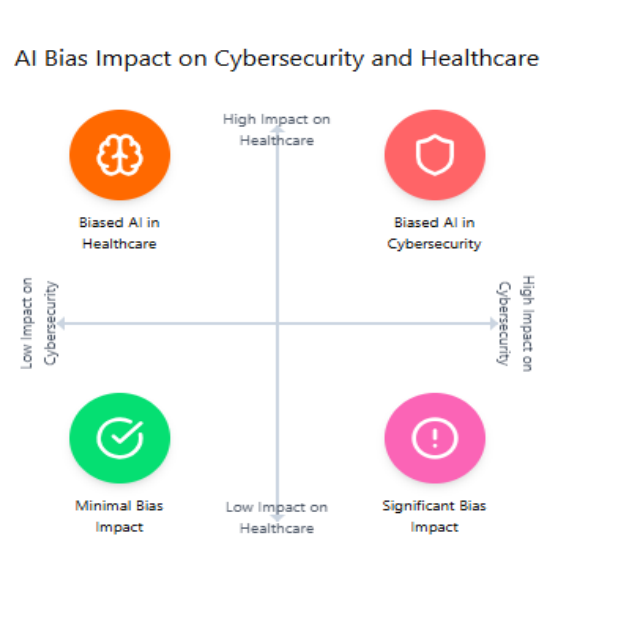 AI Bias Impact on Cybersecurity and Healthcare
High Impact on
Healthcare
Biased AI in
Healthcare
Biased AI in
Cybersecurity
Low Impact on
Cybersecurity
High Impact on
Cybersecurity
Minimal Bias
Impact
Low Impact on
Healthcare
Significant Bias
Impact